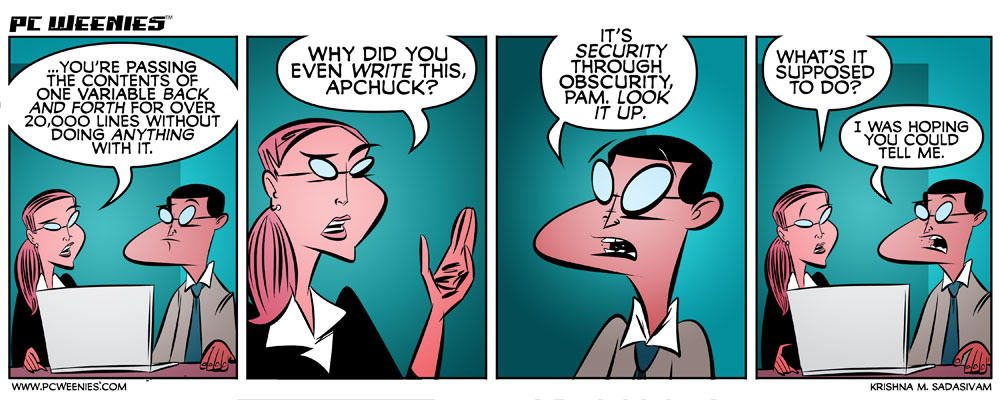 PC WEENIES™
...YOU'RE PASSING
THE CONTENTS OF
ONE VARIABLE BACK
AND FORTH FOR OVER
20,000 LINES WITHOUT
DOING ANYTHING
WITH IT.
WHY DID YOU
EVEN WRITE THIS,
APCHUCK?
IT'S
SECURITY
THROUGH
OBSCURITY,
PAM. LOOK
IT UP.
WHAT'S IT
SUPPOSED
TO DO?
I WAS HOPING
YOU COULD
TELL ME.
WWW.PCWEENIES.COM
KRISHNA M. SADASIVAM